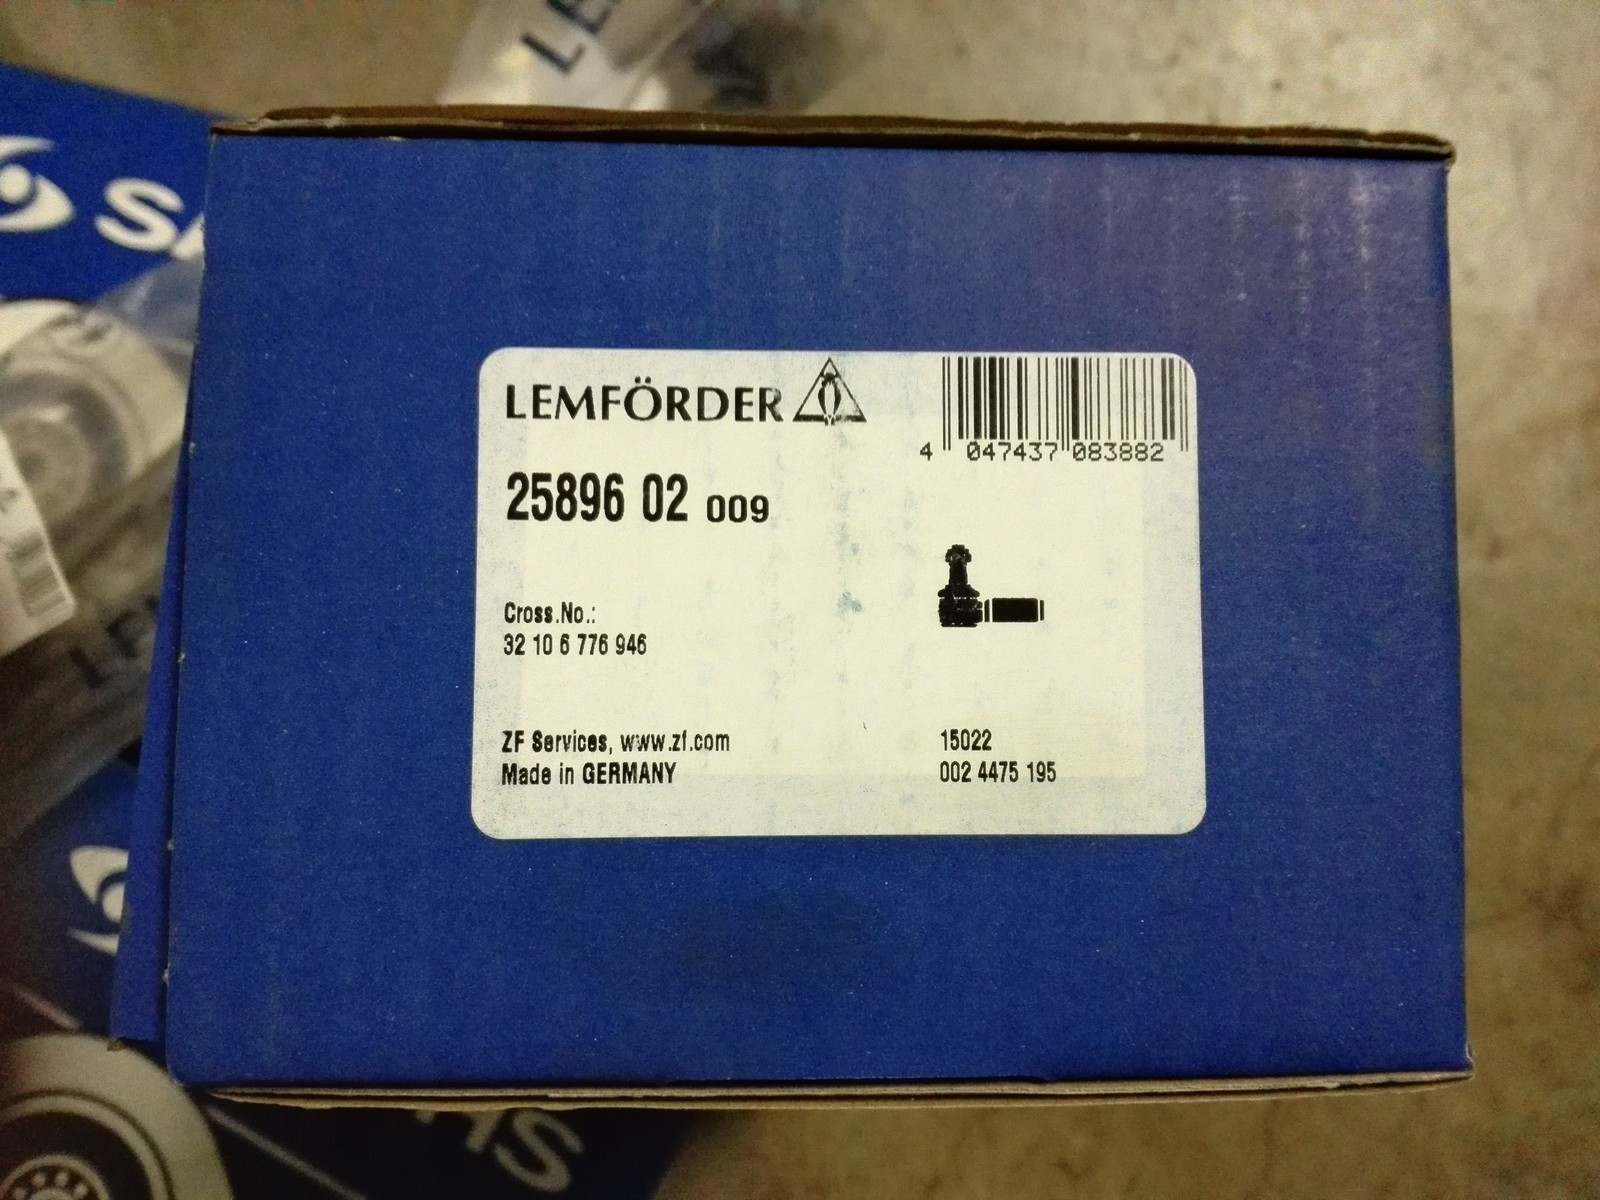 LEMFÖRDER
4 047437 083882
25896 02 009
Cross.No.:
32 10 6 776 946
ZF Services, www.zf.com
Made in GERMANY
15022
002 4475 195